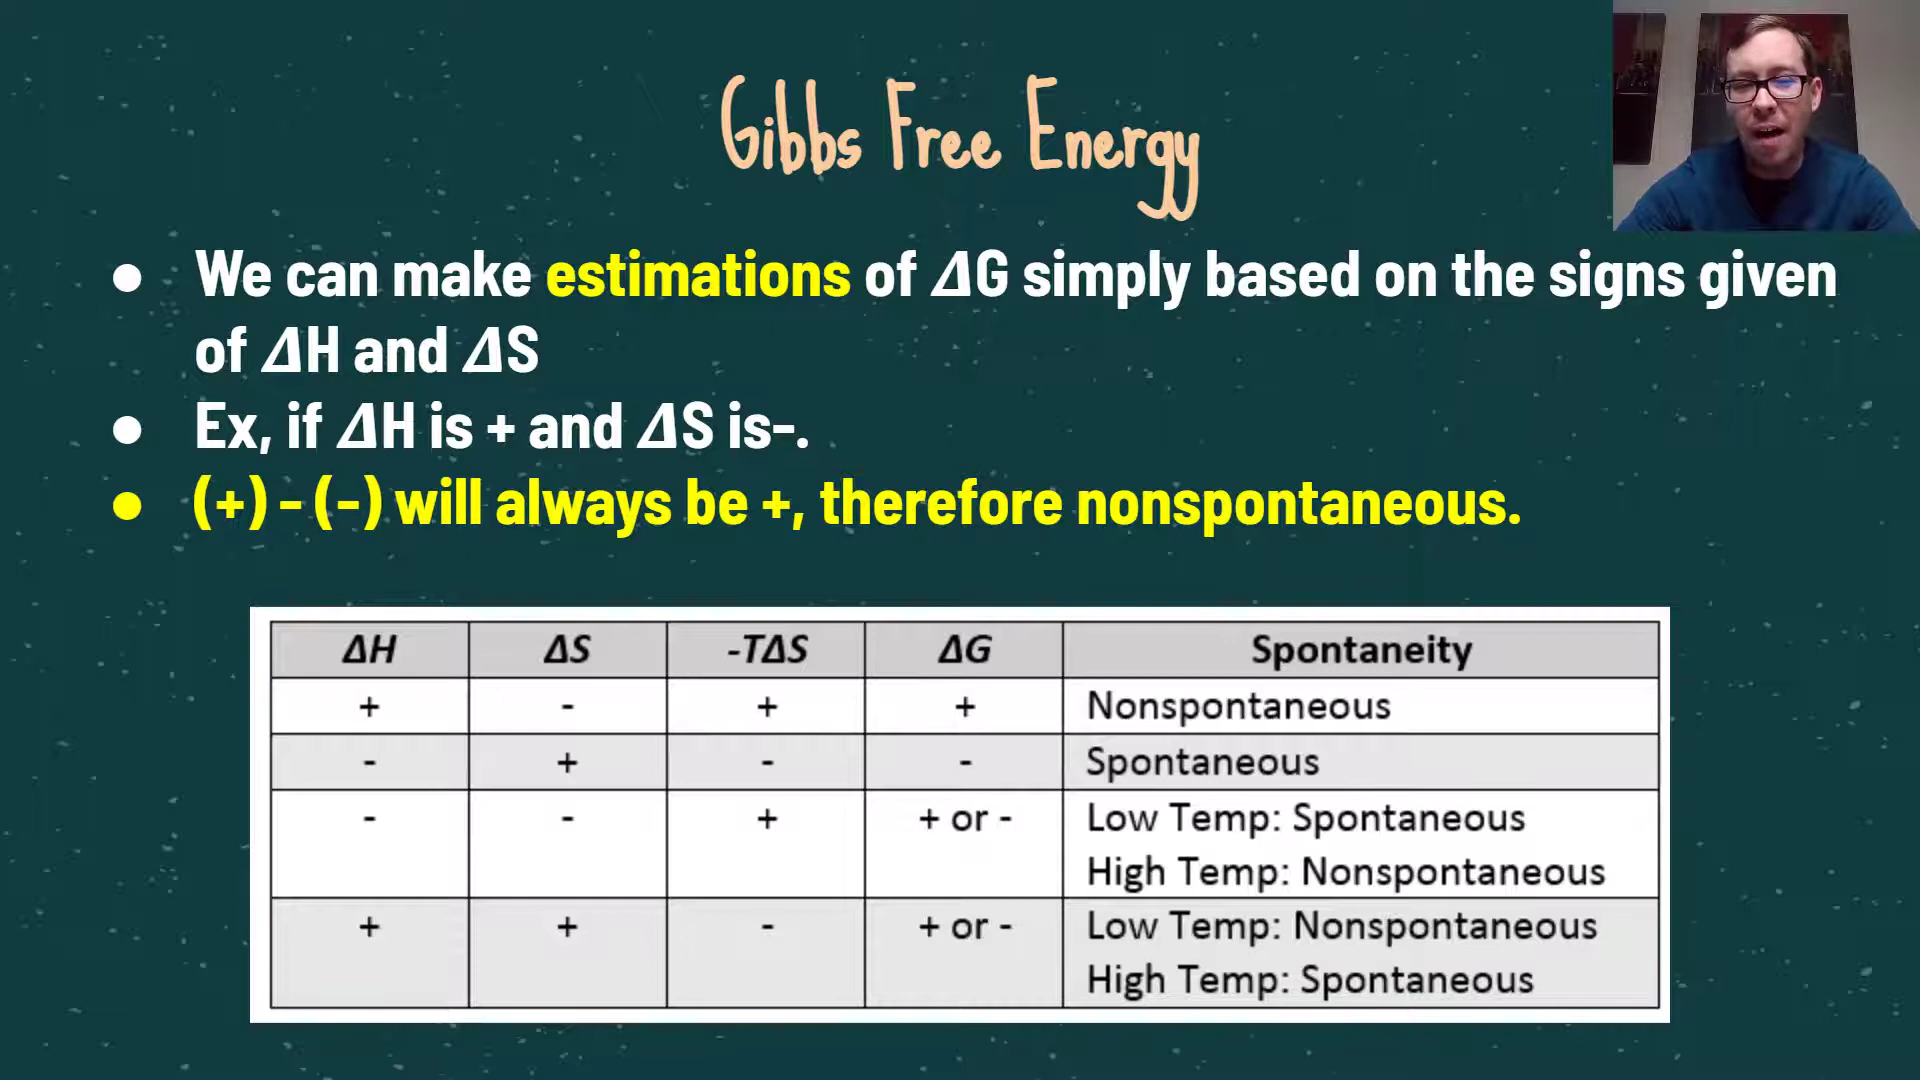 Gibbs Free Energy
● We can make estimations of ΔG simply based on the signs given
of ΔH and ΔS
● Ex, if ΔH is + and ΔS is-.
● (+) - (-) will always be +, therefore nonspontaneous.
ΔH ΔS -TΔS ΔG Spontaneity
+ - + + Nonspontaneous
- + - - Spontaneous
- - + + or - Low Temp: Spontaneous
High Temp: Nonspontaneous
+ + - + or - Low Temp: Nonspontaneous
High Temp: Spontaneous